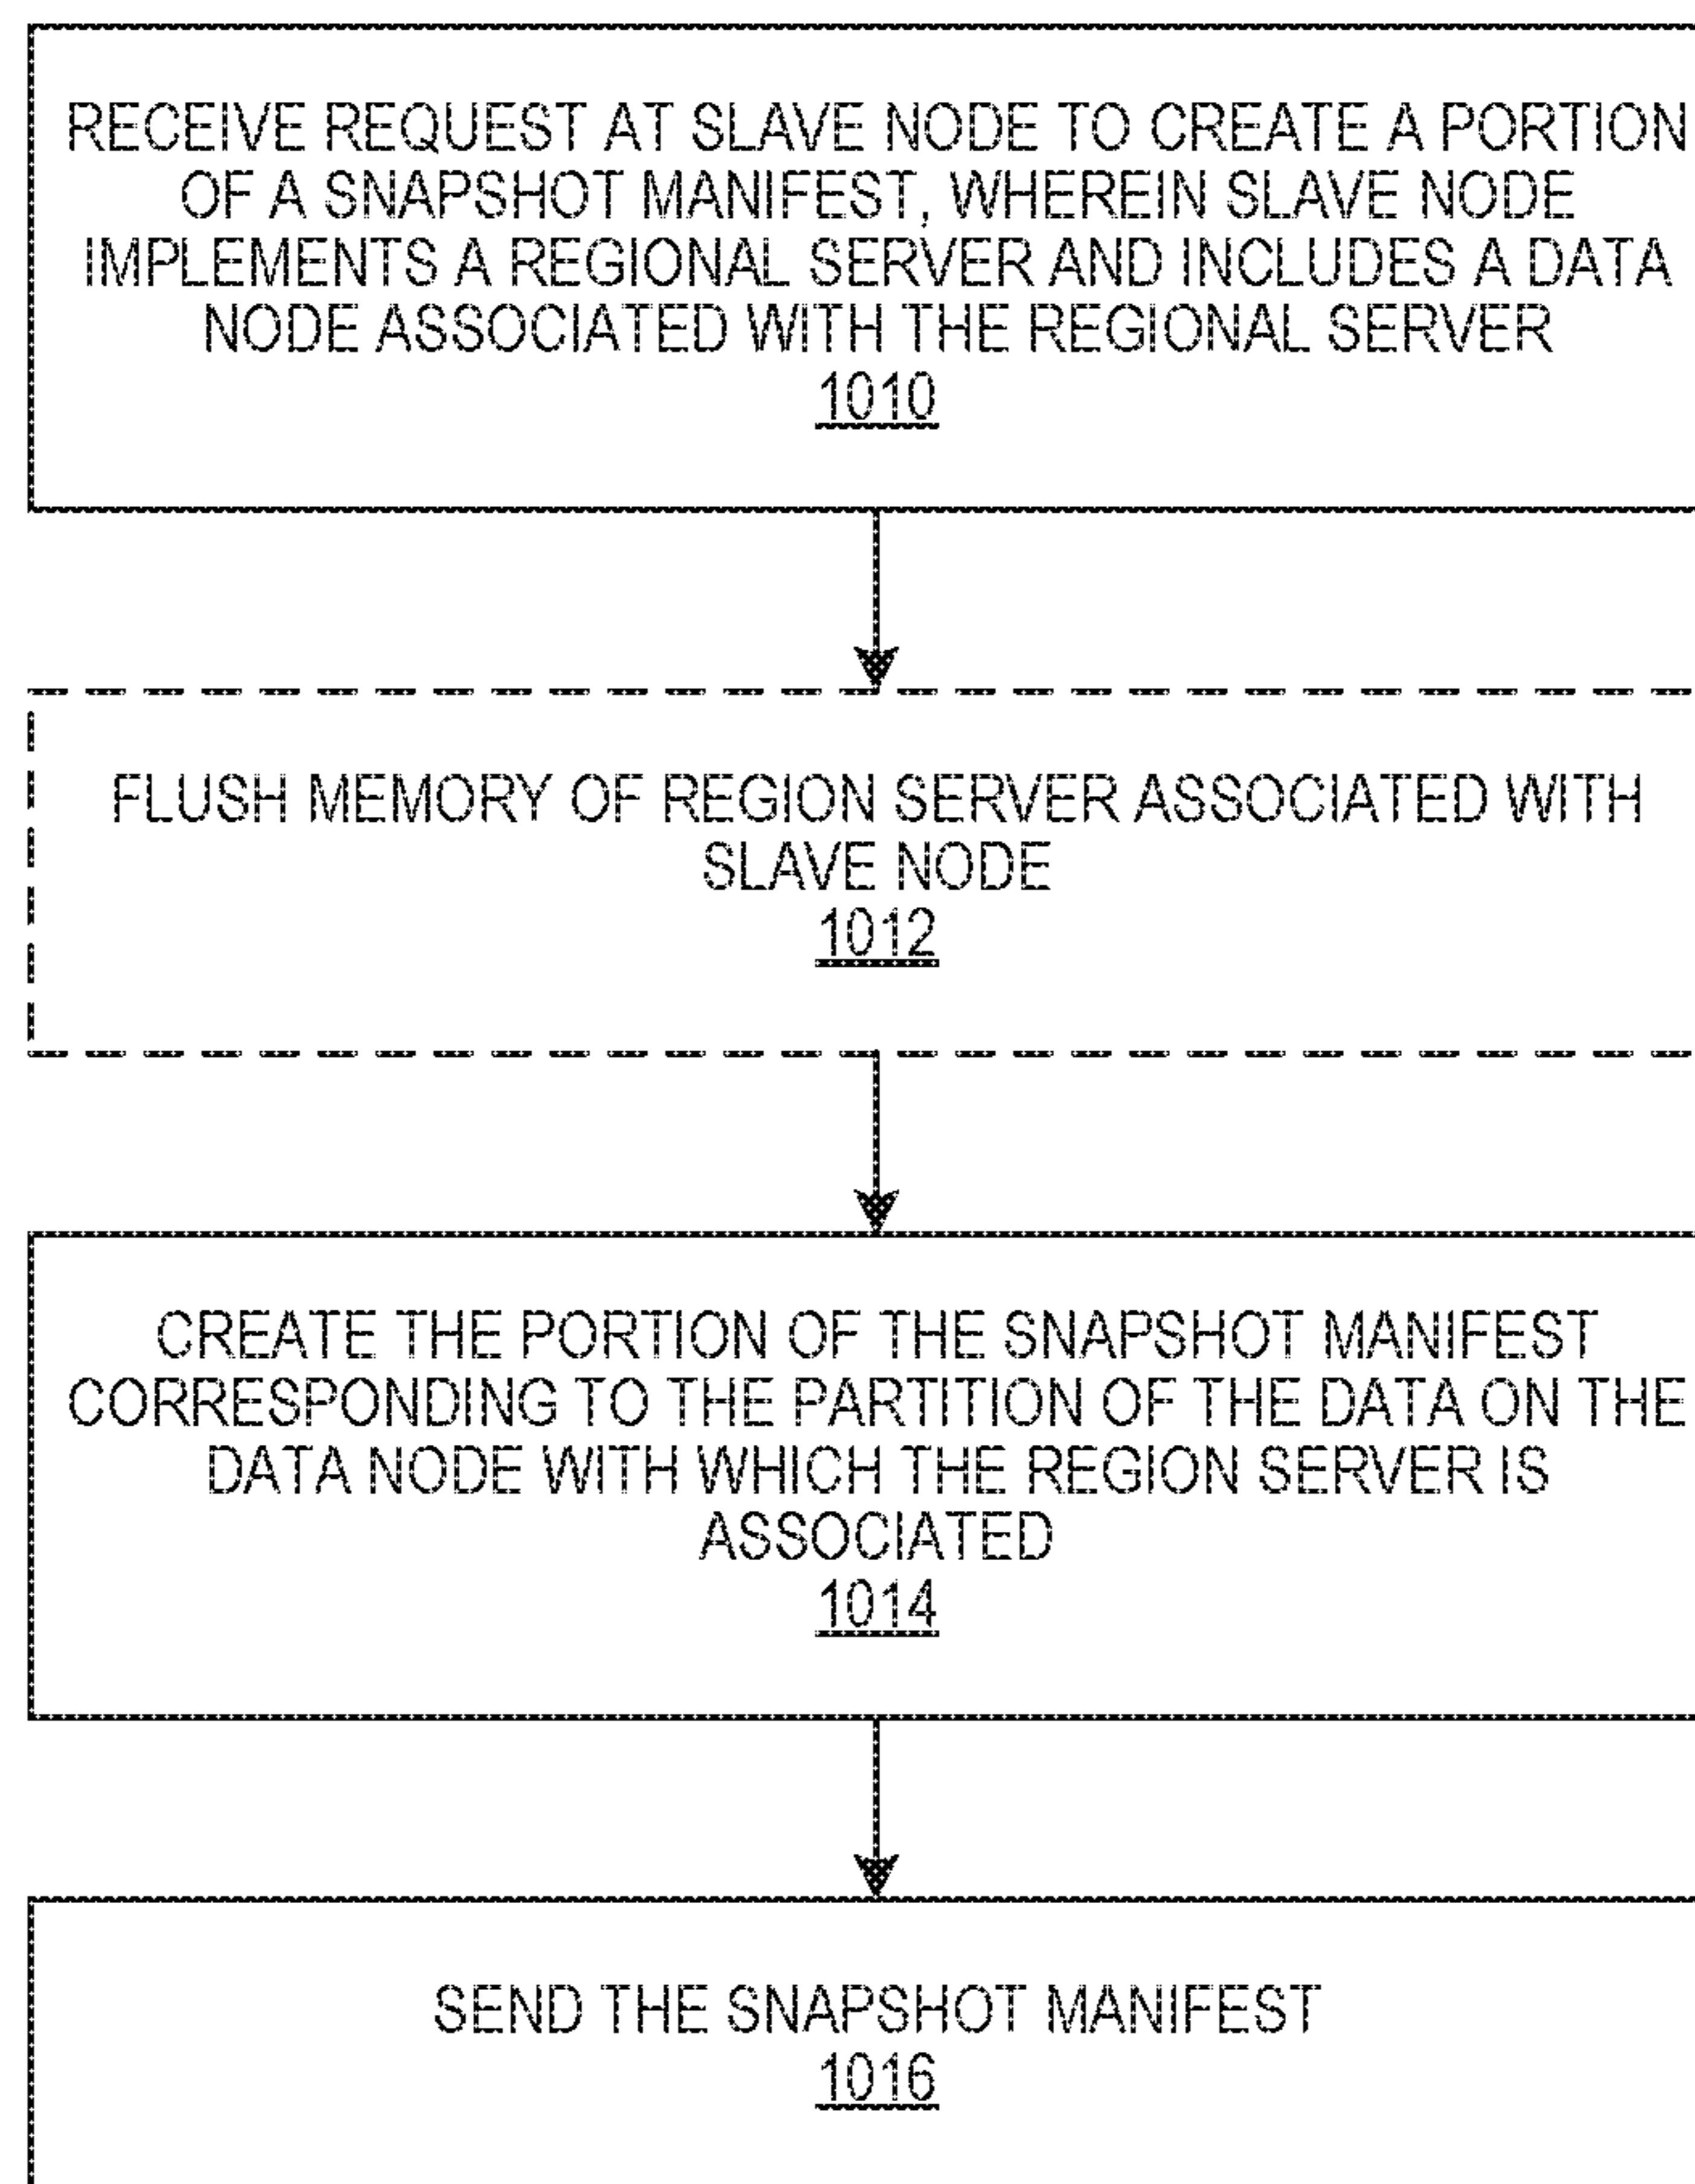 RECEIVE REQUEST AT SLAVE NODE TO CREATE A PORTION
OF A SNAPSHOT MANIFEST, WHEREIN SLAVE NODE
IMPLEMENTS A REGIONAL SERVER AND INCLUDES A DATA
NODE ASSOCIATED WITH THE REGIONAL SERVER
1010
FLUSH MEMORY OF REGION SERVER ASSOCIATED WITH
SLAVE NODE
1012
CREATE THE PORTION OF THE SNAPSHOT MANIFEST
CORRESPONDING TO THE PARTITION OF THE DATA ON THE
DATA NODE WITH WHICH THE REGION SERVER IS
ASSOCIATED
1014
SEND THE SNAPSHOT MANIFEST
1016